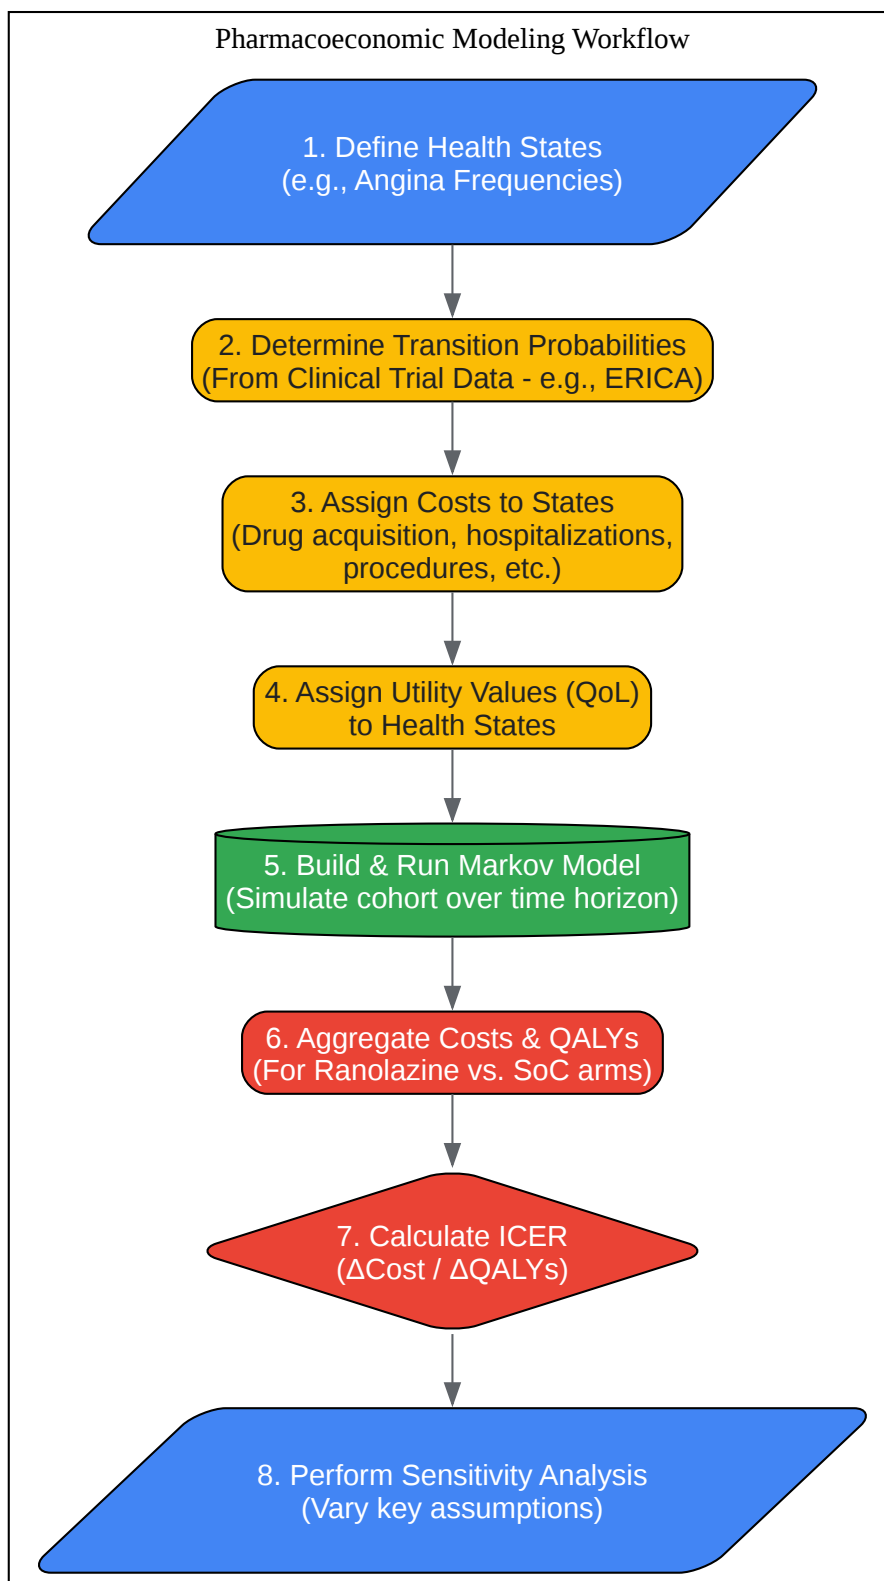 Pharmacoeconomic Modeling Workflow
1. Define Health States
(e.g., Angina Frequencies)
2. Determine Transition Probabilities
(From Clinical Trial Data - e.g., ERICA)
3. Assign Costs to States
(Drug acquisition, hospitalizations,
procedures, etc.)
4. Assign Utility Values (QoL)
to Health States
5. Build & Run Markov Model
(Simulate cohort over time horizon)
6. Aggregate Costs & QALYs
(For Ranolazine vs. SoC arms)
7. Calculate ICER
(ΔCost / ΔQALYs)
8. Perform Sensitivity Analysis
(Vary key assumptions)